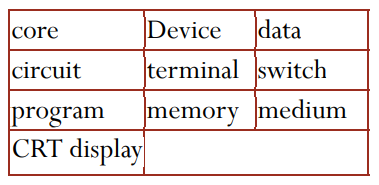 core Device data
circuit terminal switch
program memory medium
CRT display